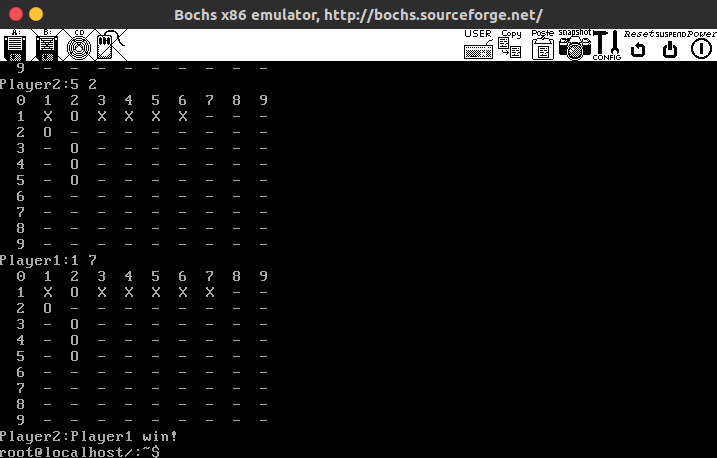 Bochs x86 emulator, http://bochs.sourceforge.net/
A: B: CD USER Copy Paste snapshot CONFIG Reset SUSPEND Power
9 - - - - - - - - -
Player2:5 2
0 1 2 3 4 5 6 7 8 9
1 X O X X X X - - -
2 O - - - - - - - -
3 - O - - - - - - -
4 - O - - - - - - -
5 - O - - - - - - -
6 - - - - - - - - -
7 - - - - - - - - -
8 - - - - - - - - -
9 - - - - - - - - -
Player1:1 7
0 1 2 3 4 5 6 7 8 9
1 X O X X X X X - -
2 O - - - - - - - -
3 - O - - - - - - -
4 - O - - - - - - -
5 - O - - - - - - -
6 - - - - - - - - -
7 - - - - - - - - -
8 - - - - - - - - -
9 - - - - - - - - -
Player2:Player1 win!
root@localhost/:~$